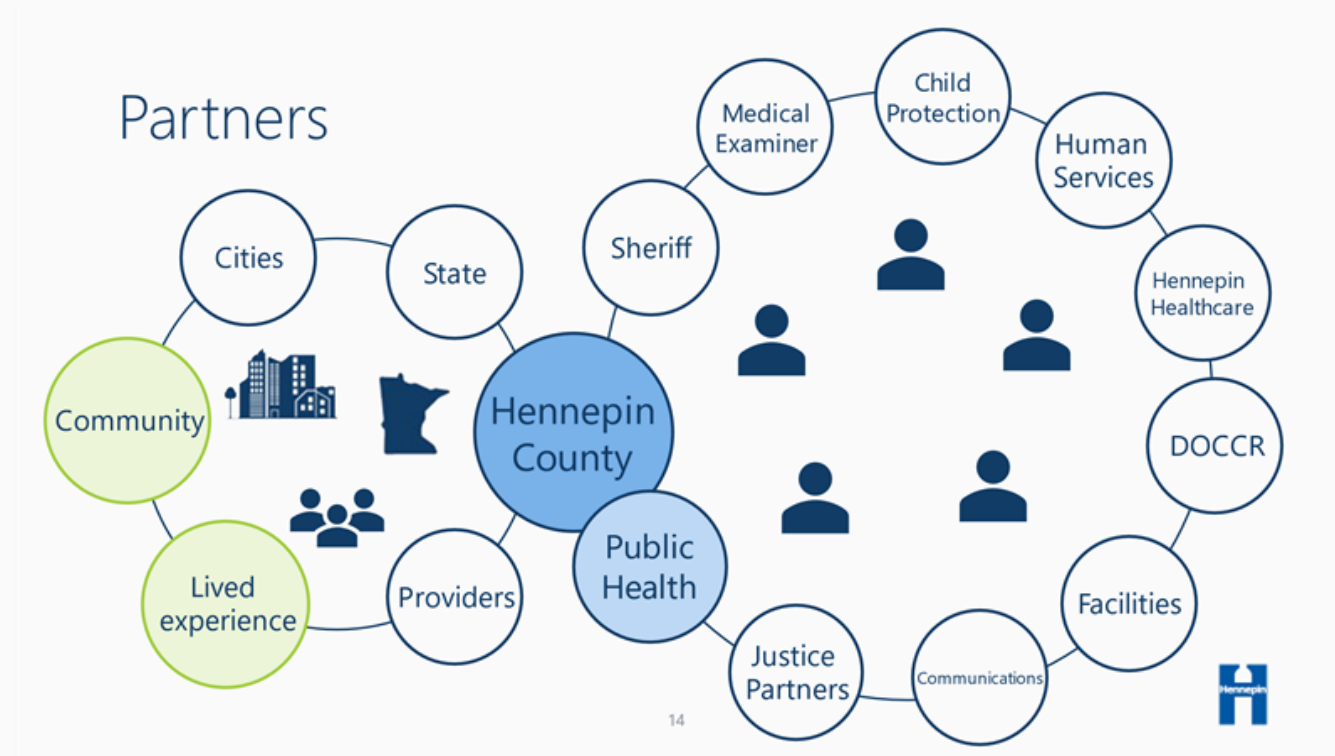 Partners
Cities
State
Community
Lived
experience
Providers
Hennepin
County
Public
Health
Sheriff
Medical
Examiner
Child
Protection
Human
Services
Hennepin
Healthcare
DOCCR
Facilities
Communications
Justice
Partners
14
Hennepin